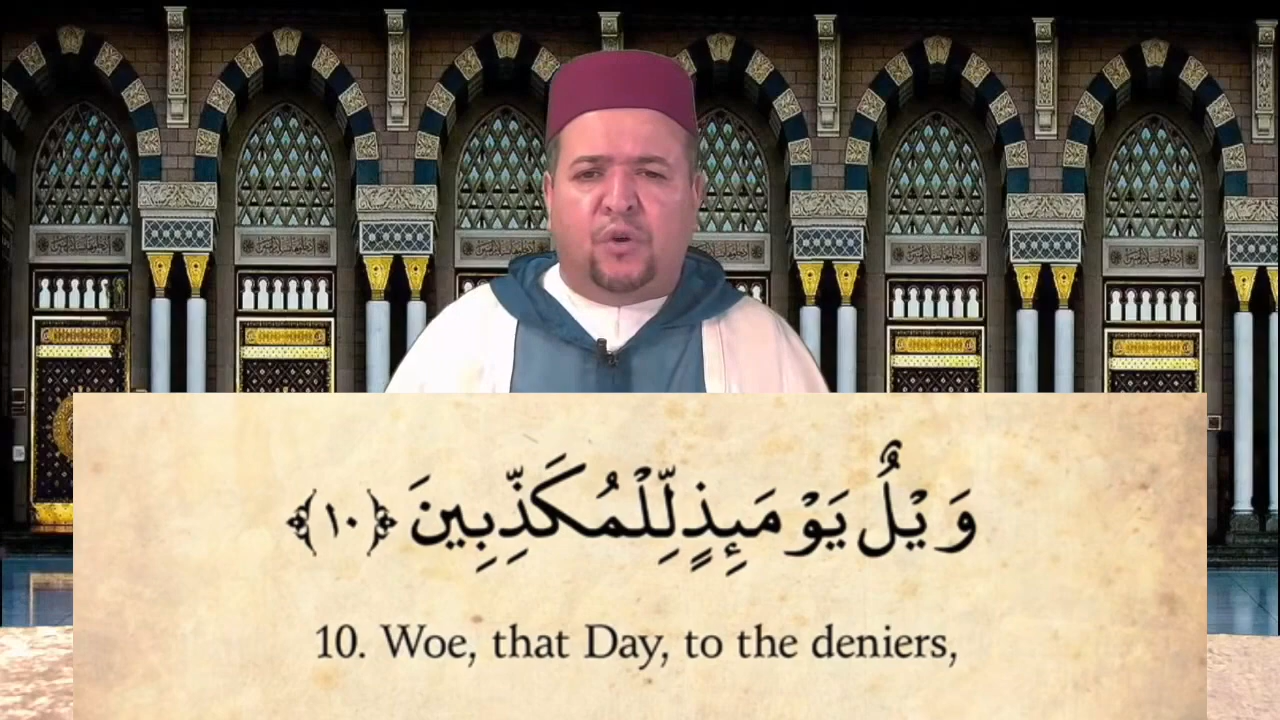 وَيْلٌ يَوْمَئِذٍ لِّلْمُكَذِّبِينَ ﴿١٠﴾
10. Woe, that Day, to the deniers,